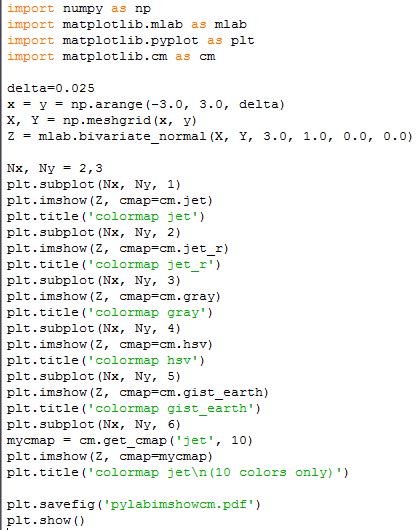 import numpy as np
import matplotlib.mlab as mlab
import matplotlib.pyplot as plt
import matplotlib.cm as cm
delta=0.025
x = y = np.arange(-3.0, 3.0, delta)
X, Y = np.meshgrid(x, y)
Z = mlab.bivariate_normal(X, Y, 3.0, 1.0, 0.0, 0.0)
Nx, Ny = 2,3
plt.subplot(Nx, Ny, 1)
plt.imshow(Z, cmap=cm.jet)
plt.title('colormap jet')
plt.subplot(Nx, Ny, 2)
plt.imshow(Z, cmap=cm.jet_r)
plt.title('colormap jet_r')
plt.subplot(Nx, Ny, 3)
plt.imshow(Z, cmap=cm.gray)
plt.title('colormap gray')
plt.subplot(Nx, Ny, 4)
plt.imshow(Z, cmap=cm.hsv)
plt.title('colormap hsv')
plt.subplot(Nx, Ny, 5)
plt.imshow(Z, cmap=cm.gist_earth)
plt.title('colormap gist_earth')
plt.subplot(Nx, Ny, 6)
mycmap = cm.get_cmap('jet', 10)
plt.imshow(Z, cmap=mycmap)
plt.title('colormap jet\n(10 colors only)')
plt.savefig('pylabimshowcm.pdf')
plt.show()